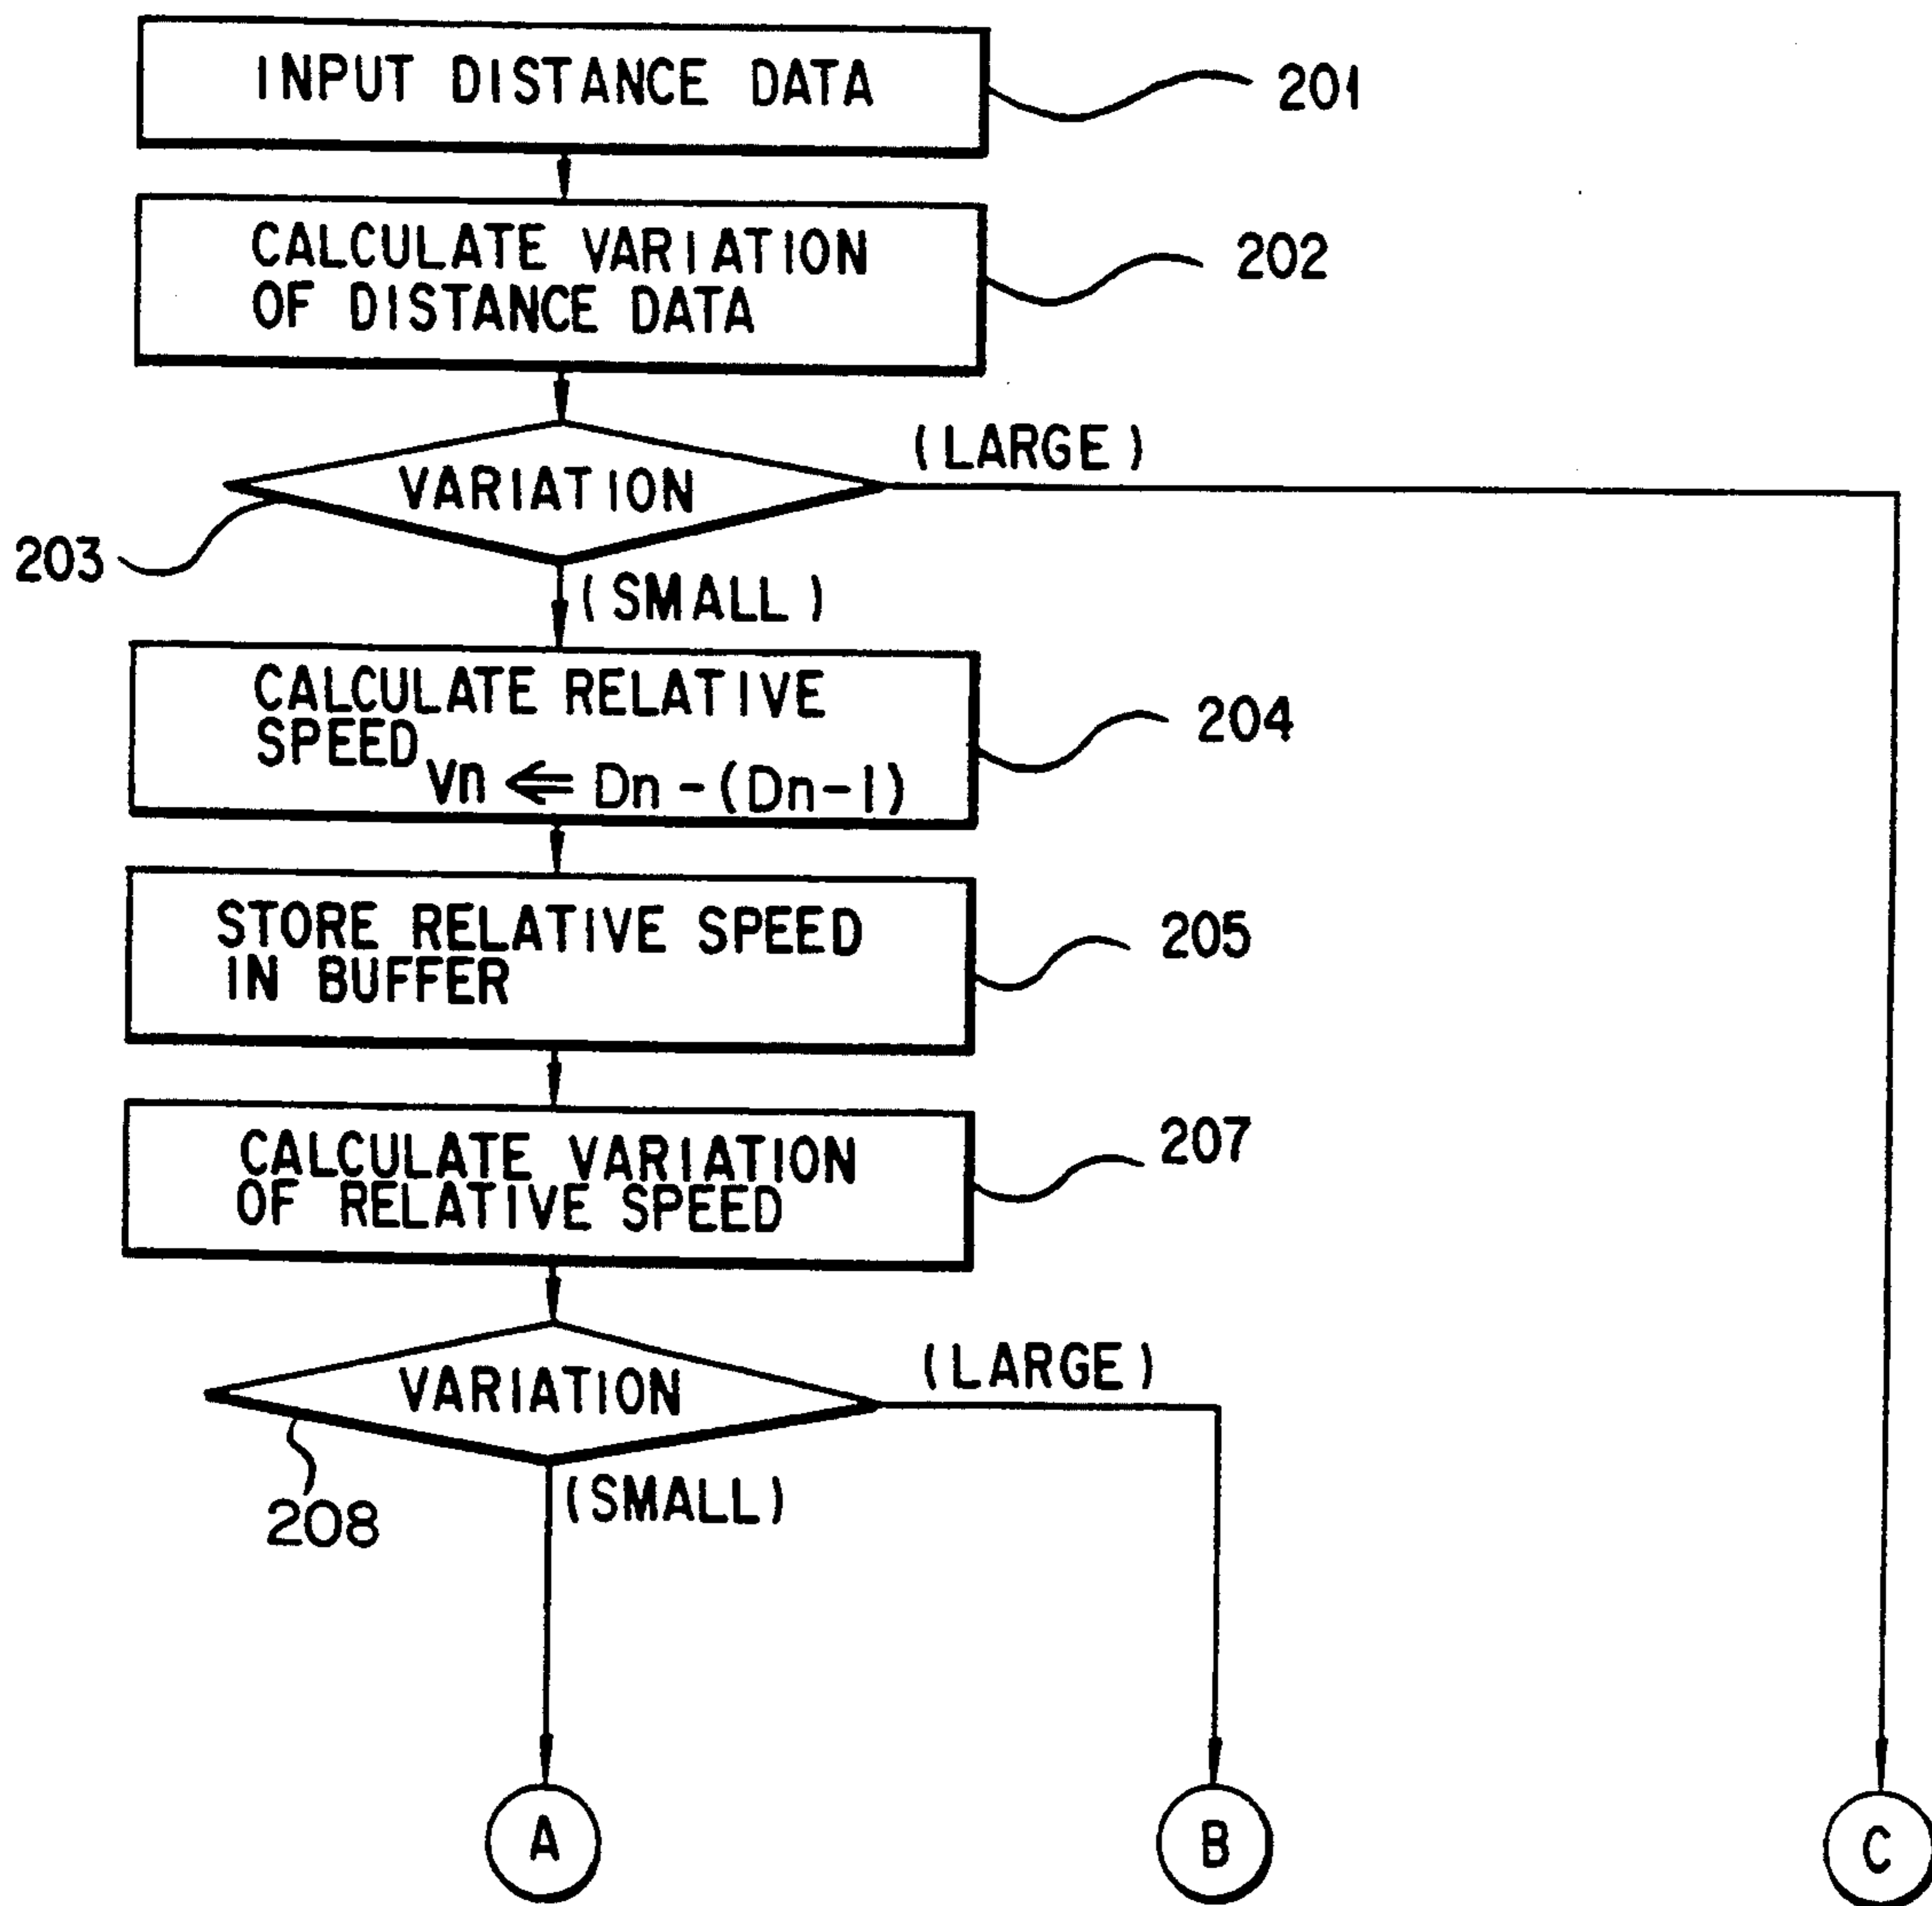 INPUT DISTANCE DATA
201
CALCULATE VARIATION
OF DISTANCE DATA
202
(LARGE)
VARIATION
203
(SMALL)
CALCULATE RELATIVE
SPEED
Vn ⇐ Dn-(Dn-1)
204
STORE RELATIVE SPEED
IN BUFFER
205
CALCULATE VARIATION
OF RELATIVE SPEED
207
(LARGE)
VARIATION
208
(SMALL)
A
B
C